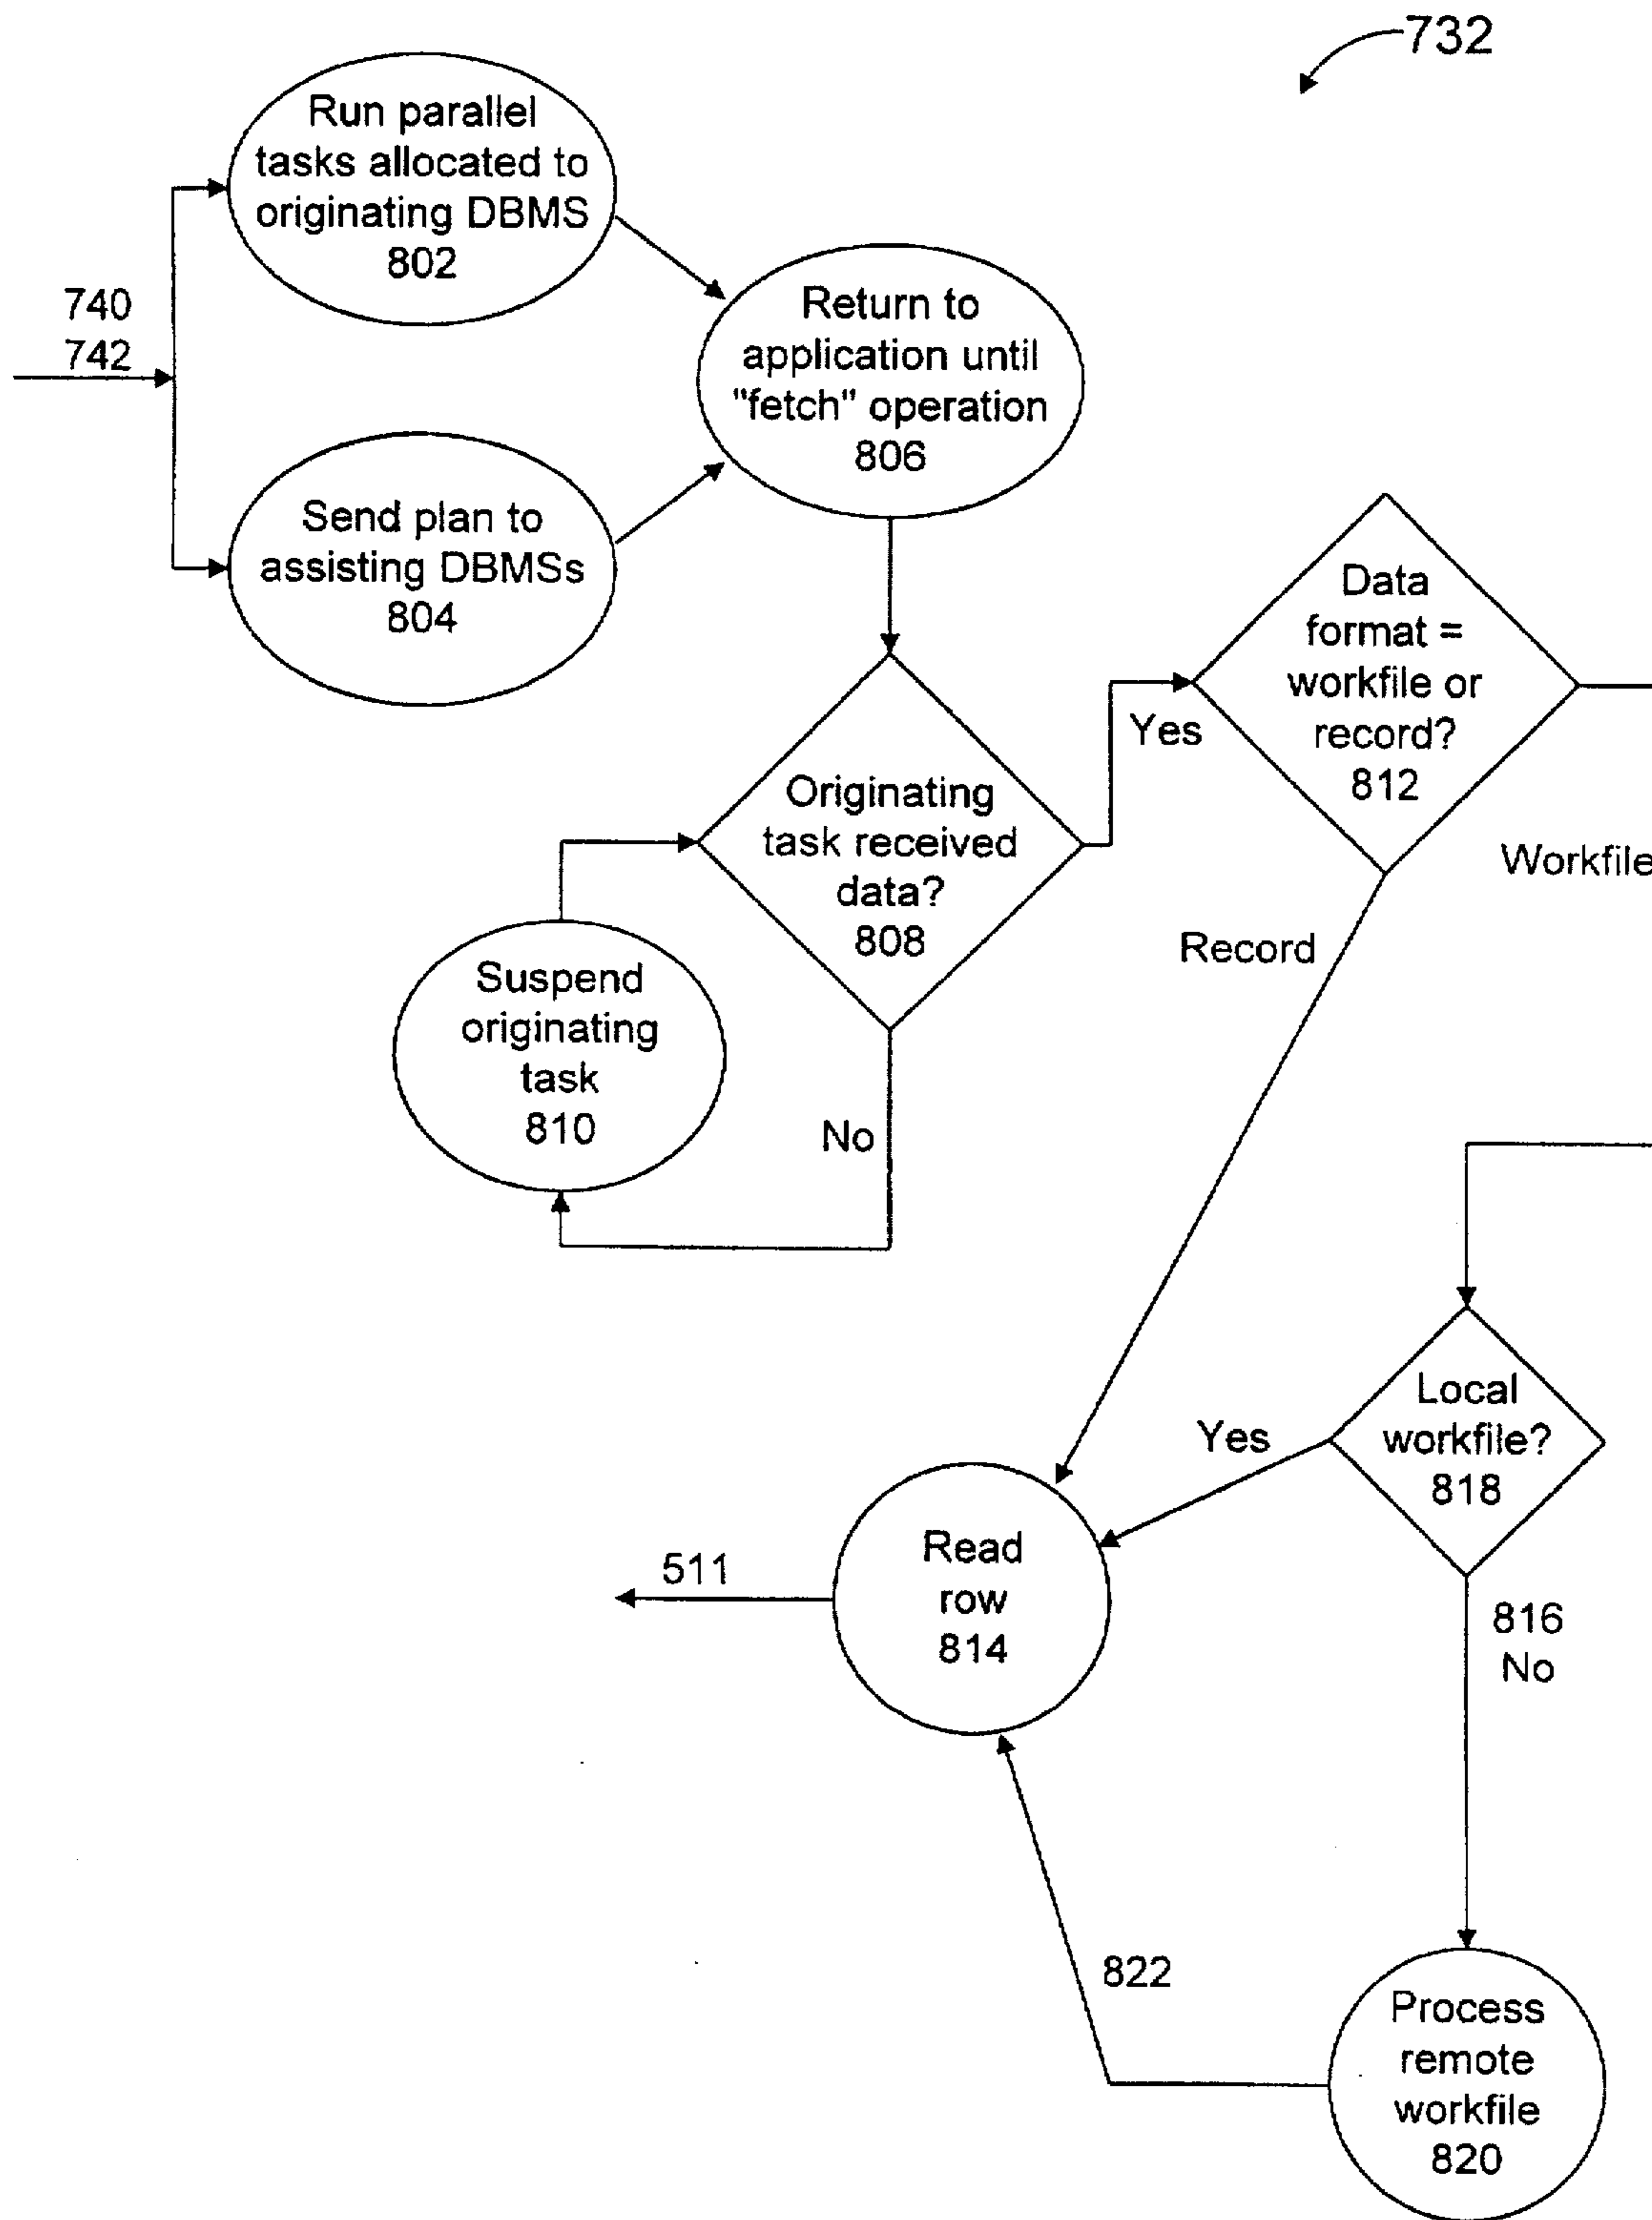 732
Run parallel
tasks allocated to
originating DBMS
802
740
742
Return to
application until
"fetch" operation
806
Send plan to
assisting DBMSs
804
Data
format =
workfile or
record?
812
Yes
Workfile
Originating
task received
data?
808
Record
Suspend
originating
task
810
No
Local
workfile?
818
Yes
Read
row
814
511
816
No
822
Process
remote
workfile
820